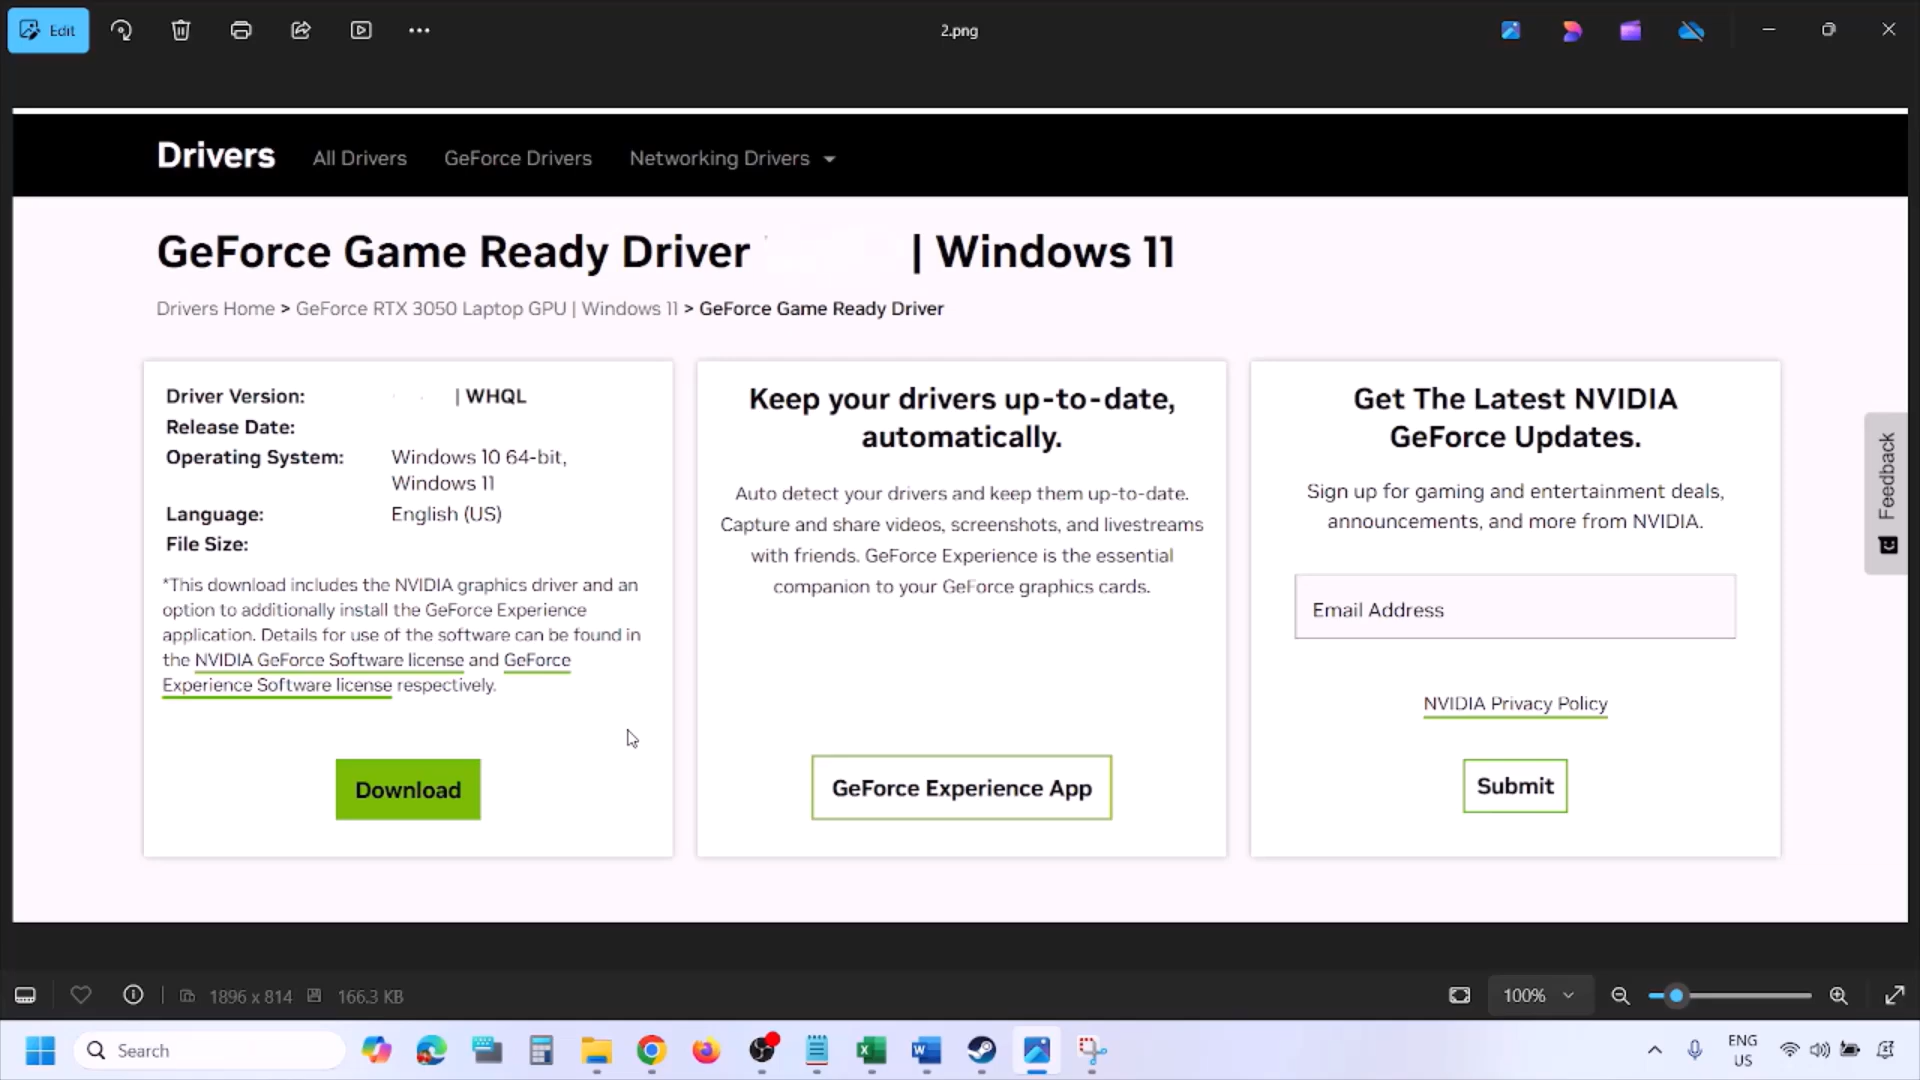 Edit
2.png
Drivers All Drivers GeForce Drivers Networking Drivers
GeForce Game Ready Driver | Windows 11
Drivers Home > GeForce RTX 3050 Laptop GPU | Windows 11 > GeForce Game Ready Driver
Driver Version: | WHQL
Release Date:
Operating System: Windows 10 64-bit,
Windows 11
Language: English (US)
File Size:
*This download includes the NVIDIA graphics driver and an
option to additionally install the GeForce Experience
application. Details for use of the software can be found in
the NVIDIA GeForce Software license and GeForce
Experience Software license respectively.
Download
Keep your drivers up-to-date,
automatically.
Auto detect your drivers and keep them up-to-date.
Capture and share videos, screenshots, and livestreams
with friends. GeForce Experience is the essential
companion to your GeForce graphics cards.
GeForce Experience App
Get The Latest NVIDIA
GeForce Updates.
Sign up for gaming and entertainment deals,
announcements, and more from NVIDIA.
Email Address
NVIDIA Privacy Policy
Submit
Feedback
1896 x 814 166.3 KB
100%
Search
ENG
US